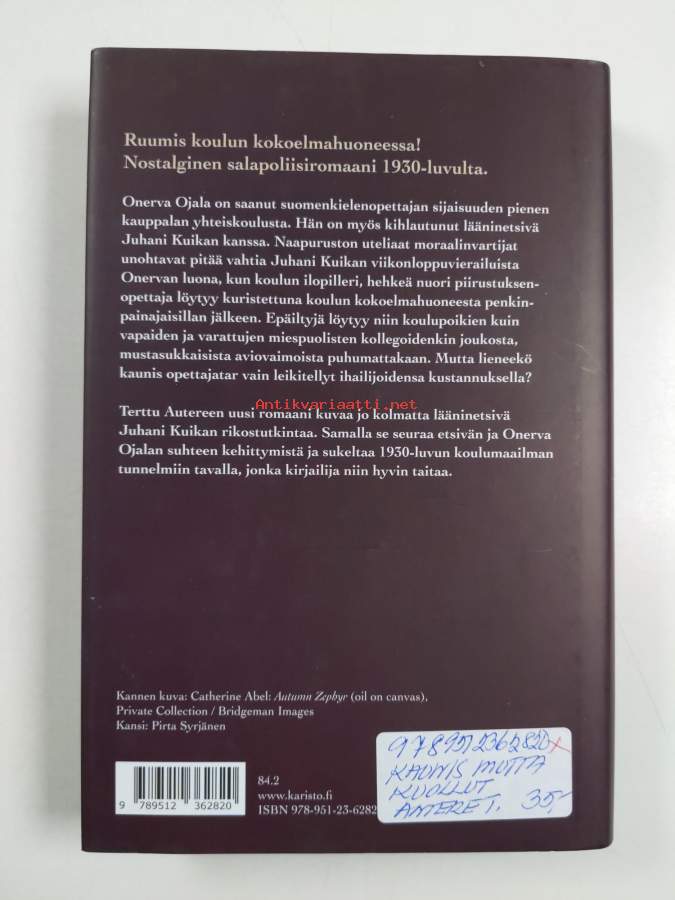 Ruumis koulun kokoelmahuoneessa!
Nostalginen salapoliisiromaani 1930-luvulta.
Onerva Ojala on saanut suomenkielenopettajan sijaisuuden pienen
kauppalan yhteiskoulusta. Hän on myös kihlautunut lääninetsivä
Juhani Kuikan kanssa. Naapuruston uteliaat moraalinvartijat
unohtavat pitää vahtia Juhani Kuikan viikonloppuvierailuista
Onervan luona, kun koulun ilopilleri, hehkeä nuori piirustuksen-
opettaja löytyy kuristettuna koulun kokoelmahuoneesta penkin-
painajaisillan jälkeen. Epäiltyjä löytyy niin koulupoikien kuin
vapaiden ja varattujen miespuolisten kollegoidenkin joukosta,
mustasukkaisista aviovaimoista puhumattakaan. Mutta lieneekö
kaunis opettajatar vain leikitellyt ihailijoidensa kustannuksella?
Antikvariaatti.net
Terttu Autereen uusi romaani kuvaa jo kolmatta lääninetsivä
Juhani Kuikan rikostutkintaa. Samalla se seuraa etsivän ja Onerva
Ojalan suhteen kehittymistä ja sukeltaa 1930-luvun koulumaailman
tunnelmiin tavalla, jonka kirjailija niin hyvin taitaa.
Kannen kuva: Catherine Abel: Autumn Zephyr (oil on canvas),
Private Collection / Bridgeman Images
Kansi: Pirta Syrjänen
84.2
www.karisto.fi
ISBN 978-951-23-6282
9 789512 362820
9789512362820x
KAUNIS MUTTA
KUOLLUT
AUTERE T. 35,-